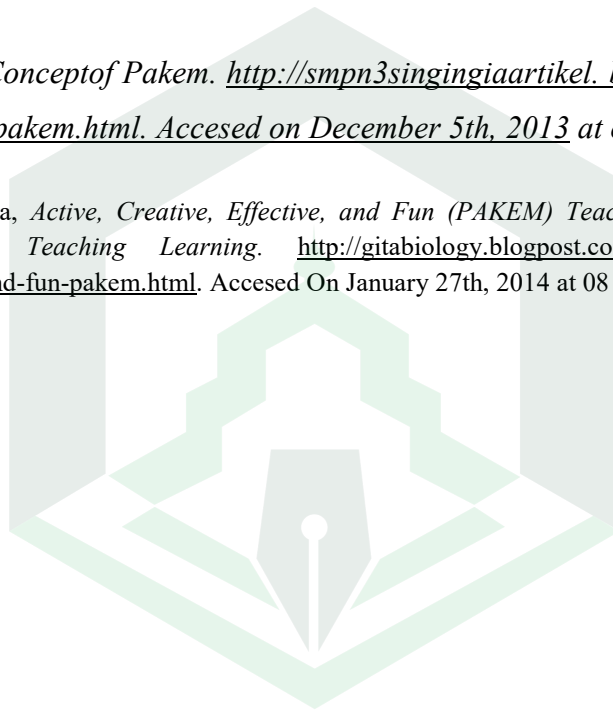 Conceptof Pakem. http://smpn3singingiaartikel.
pakem.html. Accesed on December 5th, 2013 at
Active, Creative, Effective, and Fun (PAKEM)
Teaching Learning. http://gitabiology.blogpost.co
nd-fun-pakem.html. Accesed On January 27th, 2014 at 08